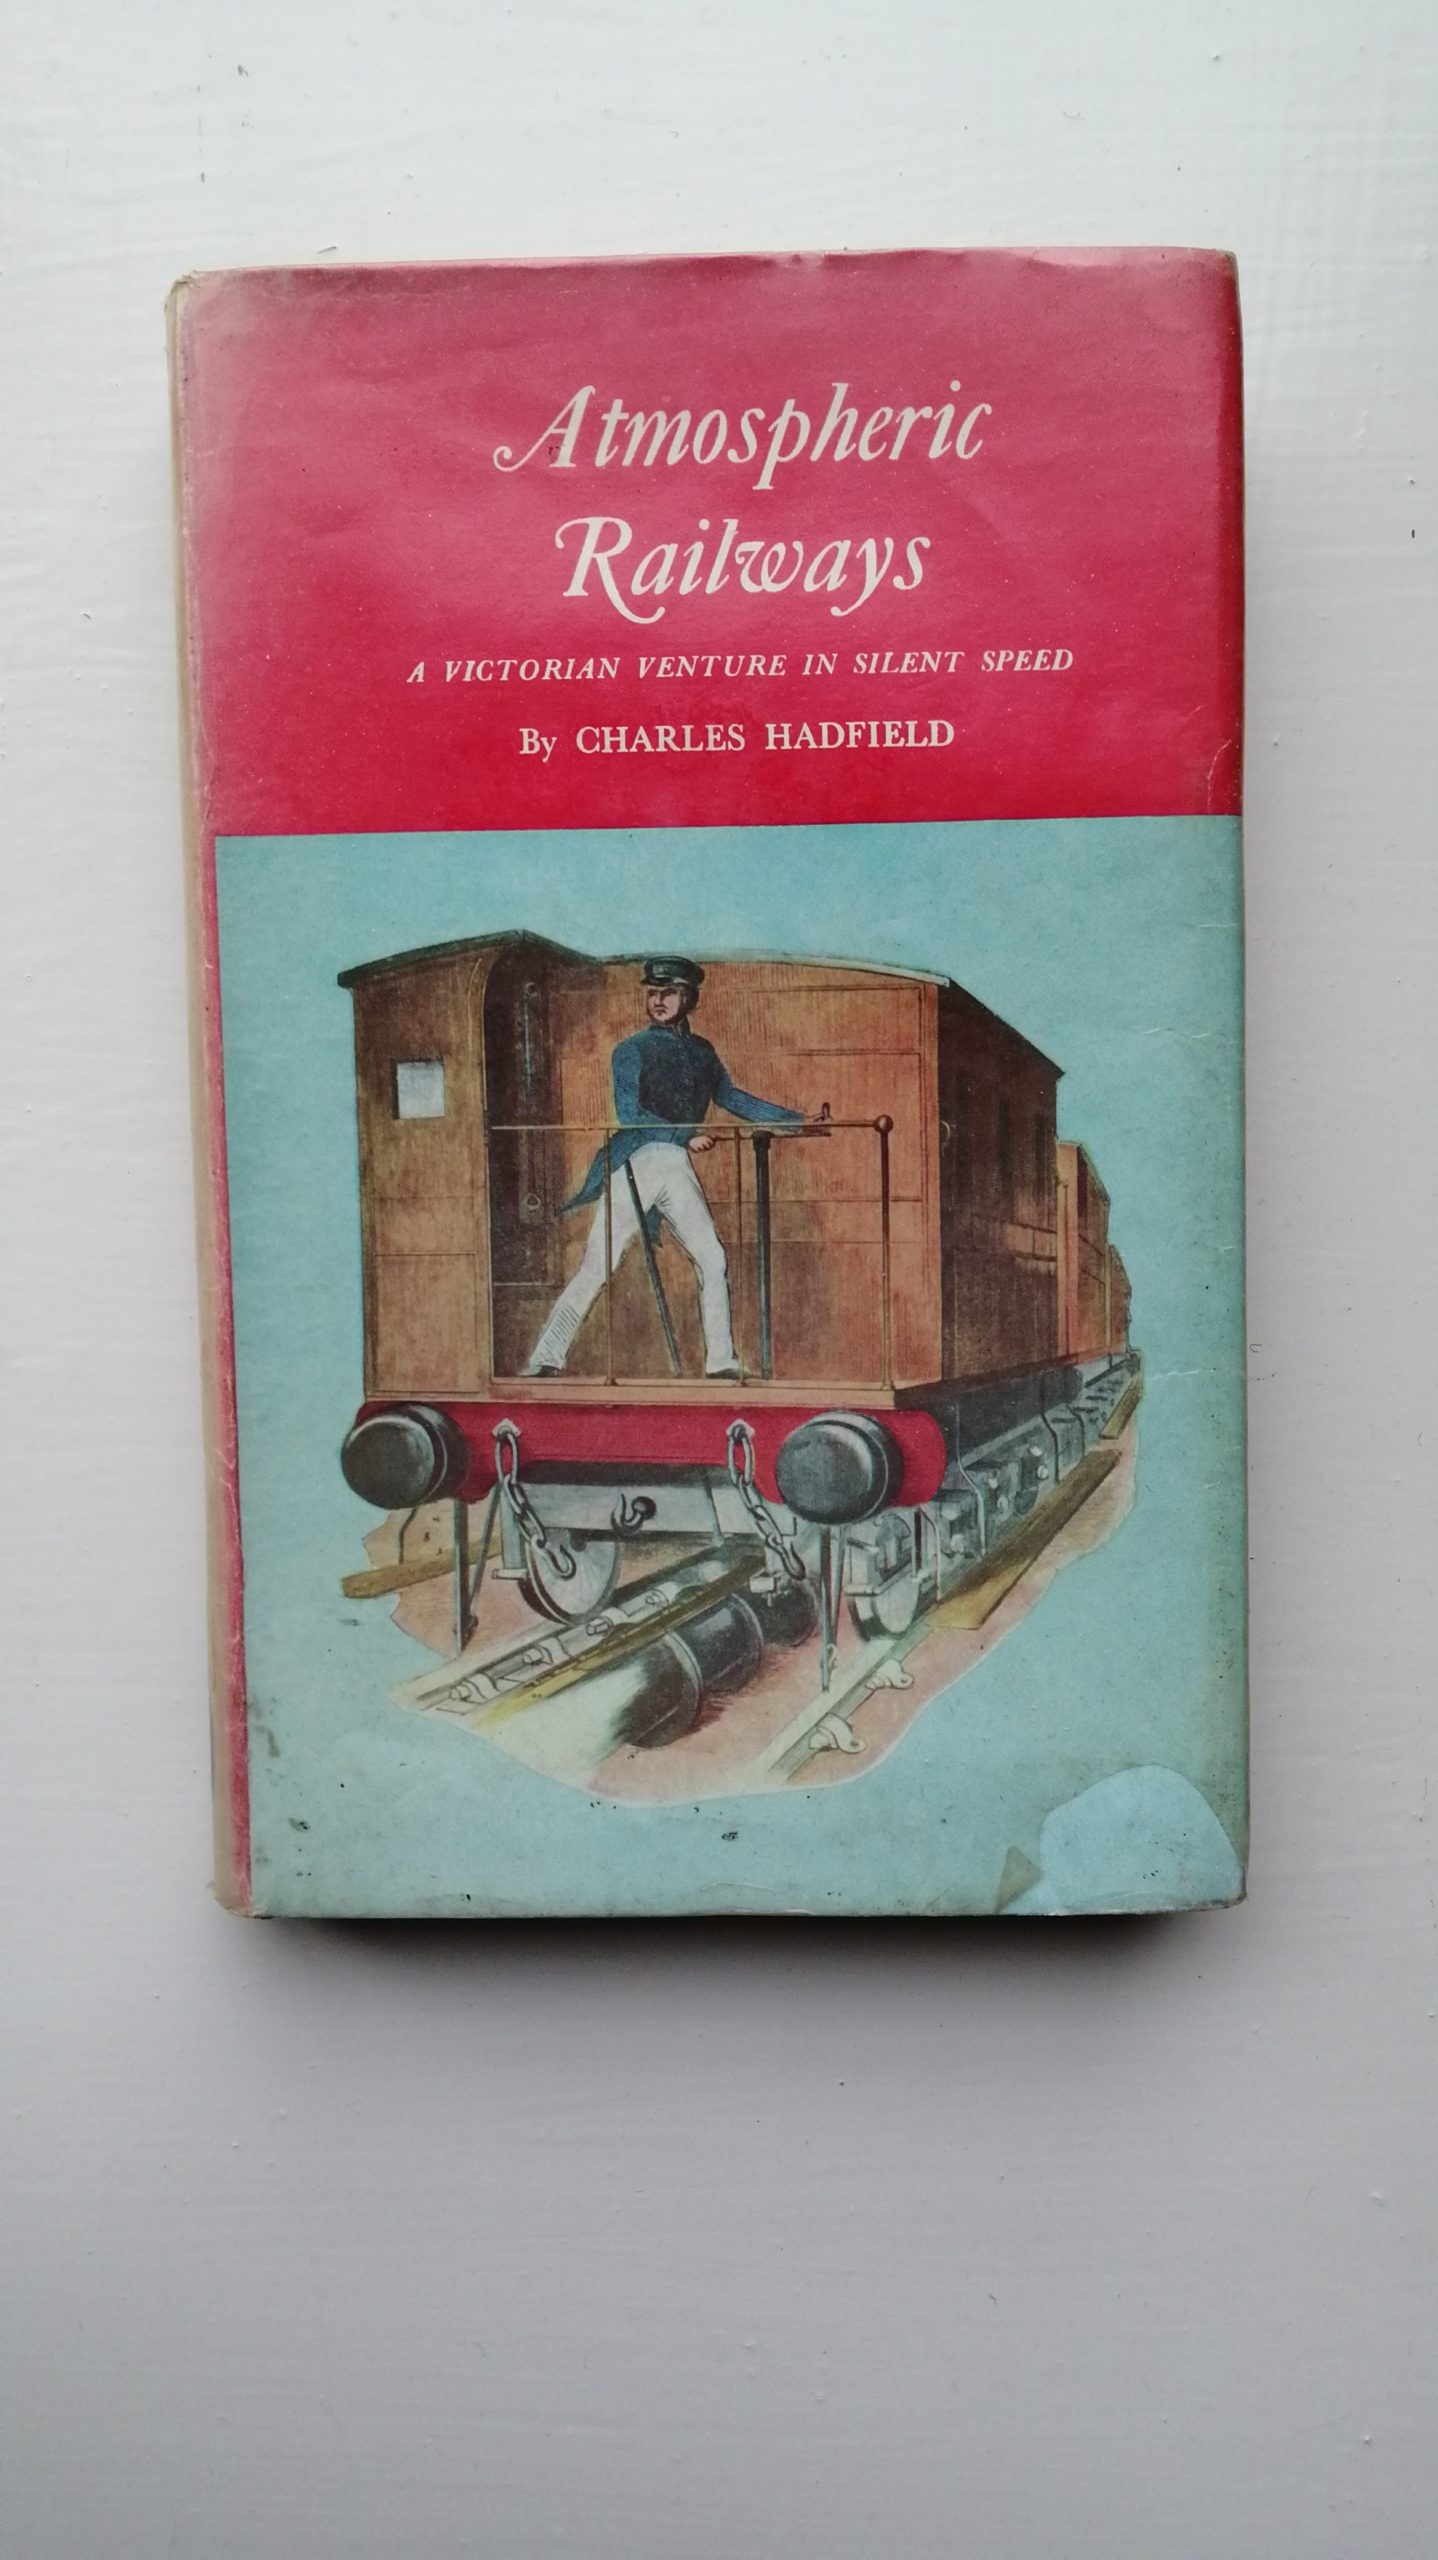 Atmospheric
Railways
A VICTORIAN VENTURE IN SILENT SPEED
By CHARLES HADFIELD